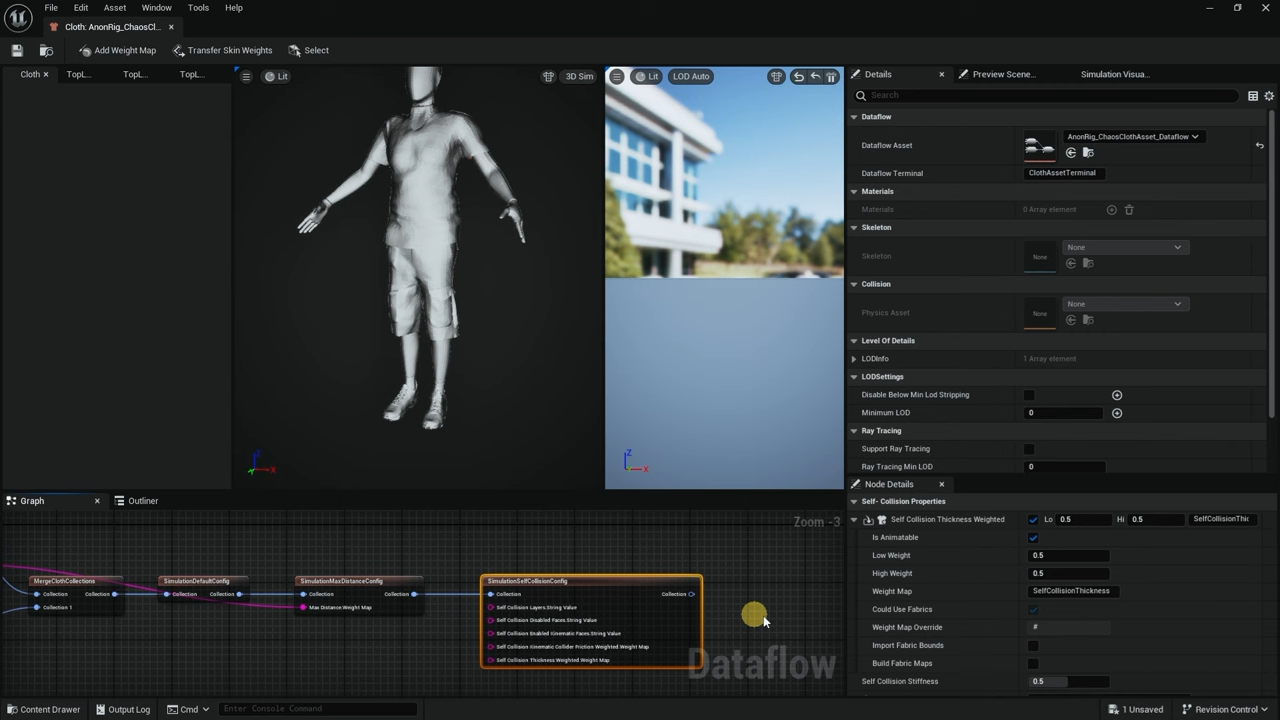 File Edit Asset Window Tools Help
Cloth: AnonRig_ChaosCl...
Add Weight Map Transfer Skin Weights Select
Cloth TopL... TopL... TopL...
Lit 3D Sim
Lit LOD Auto
Details Preview Scene... Simulation Visua...
Search
Dataflow
Dataflow Asset AnonRig_ChaosClothAsset_Dataflow
Dataflow Terminal ClothAssetTerminal
Materials
Materials 0 Array element
Skeleton
Skeleton None None
Collision
Physics Asset None None
Level Of Details
LODInfo 1 Array element
LODSettings
Disable Below Min Lod Stripping
Minimum LOD 0
Ray Tracing
Support Ray Tracing
Ray Tracing Min LOD 0
Z X
Z X
Graph Outliner
Zoom -3
MergeClothCollections
Collection Collection
Collection 1
SimulationDefaultConfig
Collection Collection
SimulationMaxDistanceConfig
Collection Collection
Max Distance.Weight Map
SimulationSelfCollisionConfig
Collection Collection
Self Collision Layers.String Value
Self Collision Disabled Faces.String Value
Self Collision Enabled Kinematic Faces.String Value
Self Collision Kinematic Collider Friction Weighted.Weight Map
Self Collision Thickness Weighted.Weight Map
Dataflow
Node Details
Self- Collision Properties
Self Collision Thickness Weighted Lo 0.5 Hi 0.5 SelfCollisionThic
Is Animatable
Low Weight 0.5
High Weight 0.5
Weight Map SelfCollisionThickness
Could Use Fabrics
Weight Map Override #
Import Fabric Bounds
Build Fabric Maps
Self Collision Stiffness 0.5
Content Drawer Output Log Cmd Enter Console Command 1 Unsaved Revision Control